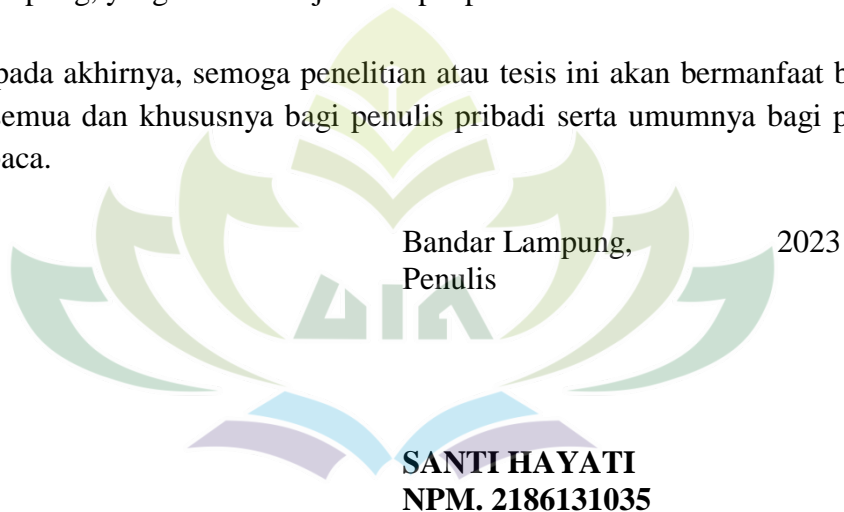 pada akhirnya, semoga penelitian atau tesis ini akan bermanfaat
semua dan khususnya bagi penulis pribadi serta umumnya bagi
Bandar Lampung, 2023
Penulis
SANTI HAYATI
NPM. 2186131035